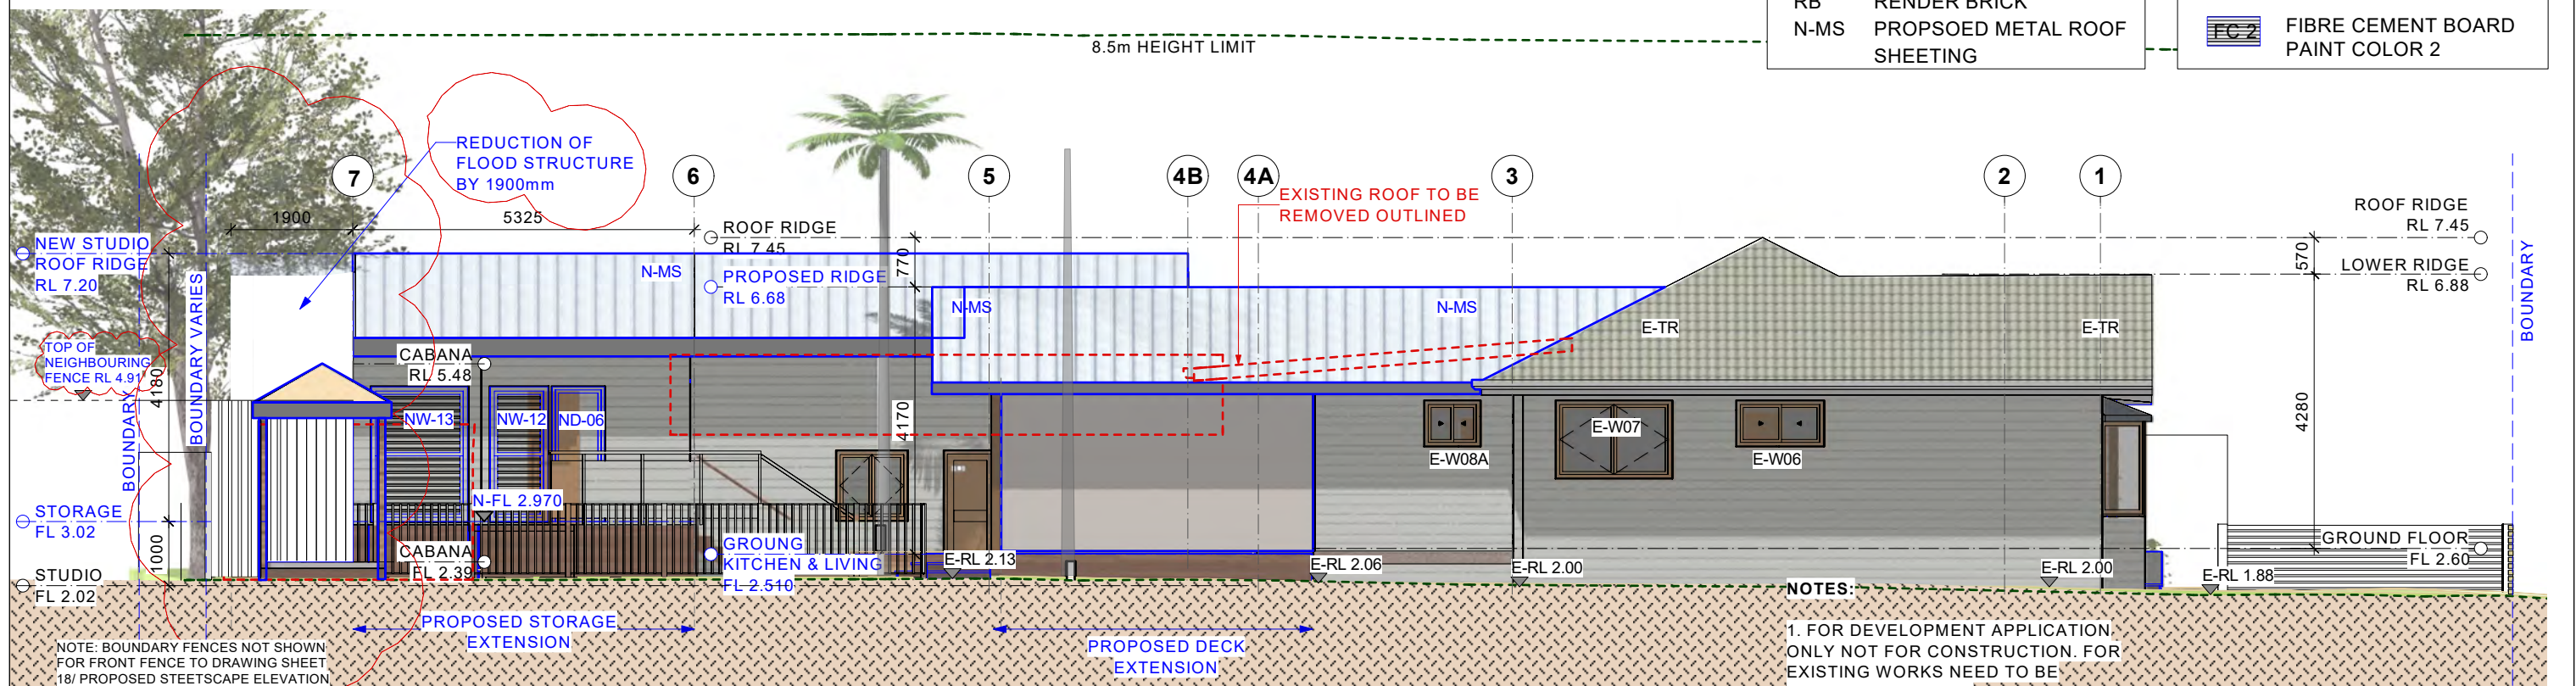 RB RENDER BRICK
N-MS PROPSOED METAL ROOF
SHEETING
FC 2 FIBRE CEMENT BOARD
PAINT COLOR 2
8.5m HEIGHT LIMIT
REDUCTION OF
FLOOD STRUCTURE
BY 1900mm
7
6
5
4B
4A
3
2
1
EXISTING ROOF TO BE
REMOVED OUTLINED
1900
5325
ROOF RIDGE
RL 7.45
770
PROPOSED RIDGE
RL 6.68
NEW STUDIO
ROOF RIDGE
RL 7.20
BOUNDARY VARIES
BOUNDARY
4180
1000
TOP OF
NEIGHBOURING
FENCE RL 4.91
STORAGE
FL 3.02
STUDIO
FL 2.02
N-MS
N-MS
N-MS
E-TR
E-TR
ROOF RIDGE
RL 7.45
570
LOWER RIDGE
RL 6.88
BOUNDARY
4280
CABANA
RL 5.48
NW-13
NW-12
ND-06
4170
E-W08A
E-W07
E-W06
N-FL 2.970
CABANA
FL 2.39
GROUNG
KITCHEN & LIVING
FL 2.510
E-RL 2.13
E-RL 2.06
E-RL 2.00
E-RL 2.00
E-RL 1.88
GROUND FLOOR
FL 2.60
PROPOSED STORAGE
EXTENSION
PROPOSED DECK
EXTENSION
NOTE: BOUNDARY FENCES NOT SHOWN
FOR FRONT FENCE TO DRAWING SHEET
18/ PROPOSED STEETSCAPE ELEVATION
NOTES:
1. FOR DEVELOPMENT APPLICATION
ONLY NOT FOR CONSTRUCTION. FOR
EXISTING WORKS NEED TO BE